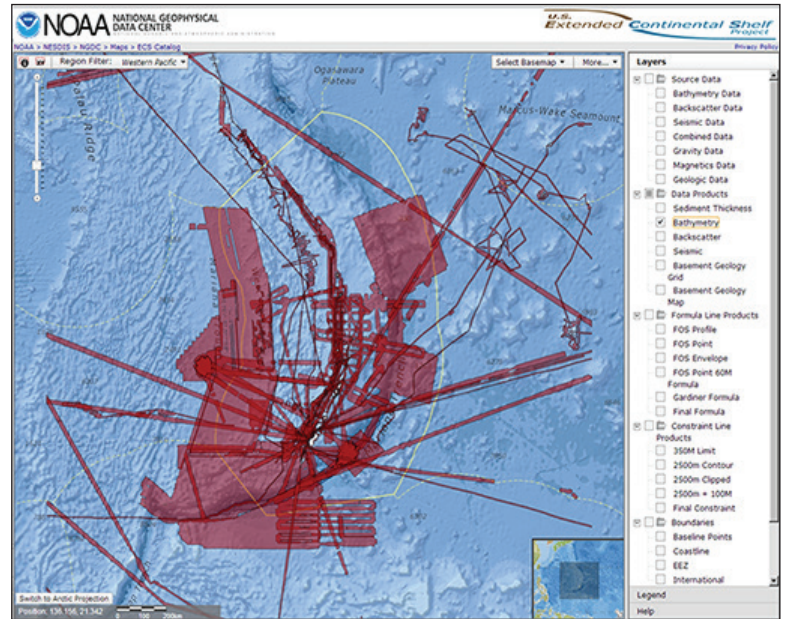 NOAA NATIONAL GEOPHYSICAL
DATA CENTER
U.S.
Extended Continental Shelf
Project
NOAA > NESDIS > NGDC > Maps > ECS Catalog
Privacy Policy
Region Filter: Western Pacific
Select Basemap
More...
Layers
Ogasawara
Plateau
Ridge
Marcus-Wake Seamount
Source Data
Bathymetry Data
Backscatter Data
Seismic Data
Combined Data
Gravity Data
Magnetics Data
Geologic Data
Data Products
Sediment Thickness
Bathymetry
Backscatter
Seismic
Basement Geology
Grid
Basement Geology
Map
Formula Line Products
FOS Profile
FOS Point
FOS Envelope
FOS Point 60M
Formula
Gardiner Formula
Final Formula
Constraint Line
Products
350M Limit
2500m Contour
2500m Clipped
2500m + 100M
Final Constraint
Boundaries
Baseline Points
Coastline
EEZ
International
Switch to Arctic Projection
Position: 138.156, 21.342
0 100 200km
Legend
Help